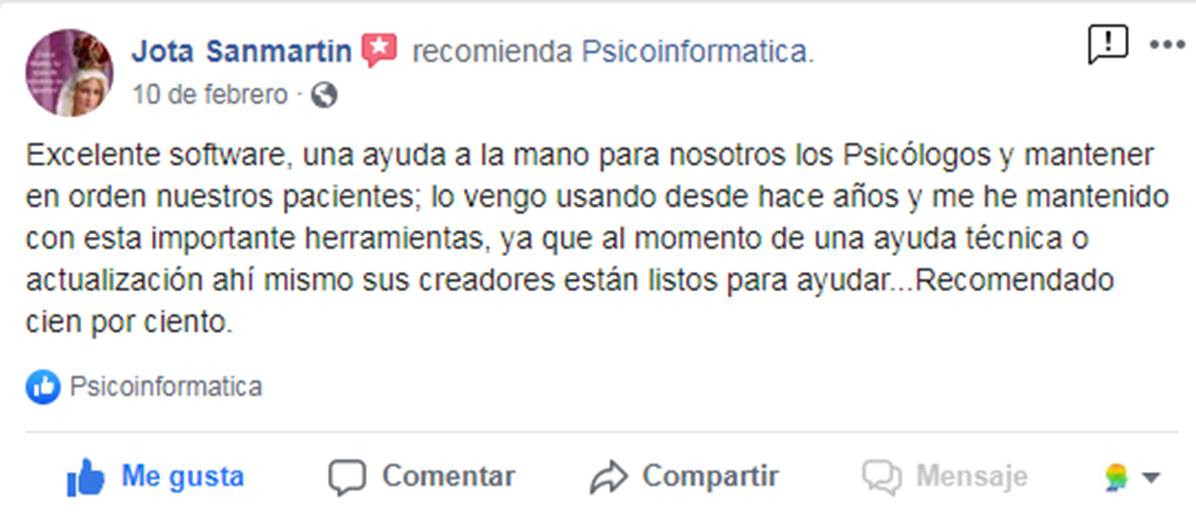 Jota Sanmartin recomienda Psicoinformatica.
10 de febrero ·
Excelente software, una ayuda a la mano para nosotros los Psicólogos y mantener
en orden nuestros pacientes; lo vengo usando desde hace años y me he mantenido
con esta importante herramientas, ya que al momento de una ayuda técnica o
actualización ahí mismo sus creadores están listos para ayudar...Recomendado
cien por ciento.
Psicoinformatica
Me gusta Comentar Compartir Mensaje